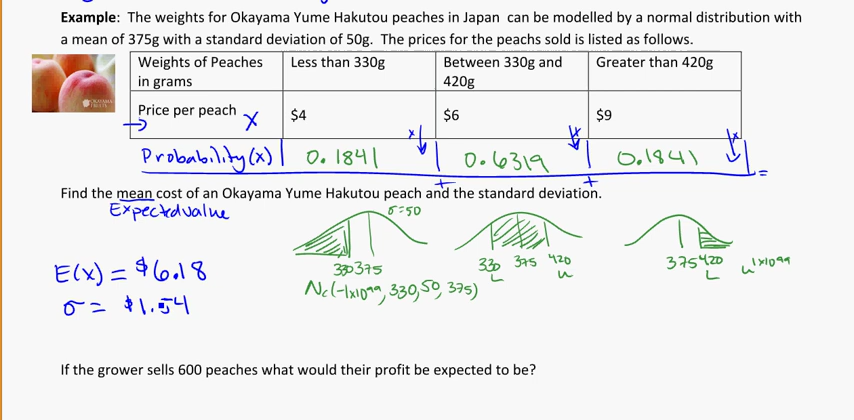 Example: The weights for Okayama Yume Hakutou peaches in Japan can be modelled by a normal distribution with
a mean of 375g with a standard deviation of 50g. The prices for the peachs sold is listed as follows.
Weights of Peaches in grams Less than 330g Between 330g and 420g Greater than 420g
Price per peach X $4 $6 $9
Probability(x) 0.1841 + 0.6319 + 0.1841 =
Find the mean cost of an Okayama Yume Hakutou peach and the standard deviation.
Expected value
σ=50
330 375
330 375 420
L u
375 420 u 1x10^99
L
Nc(-1x10^99, 330, 50, 375)
E(x) = $6.18
σ = $1.54
If the grower sells 600 peaches what would their profit be expected to be?